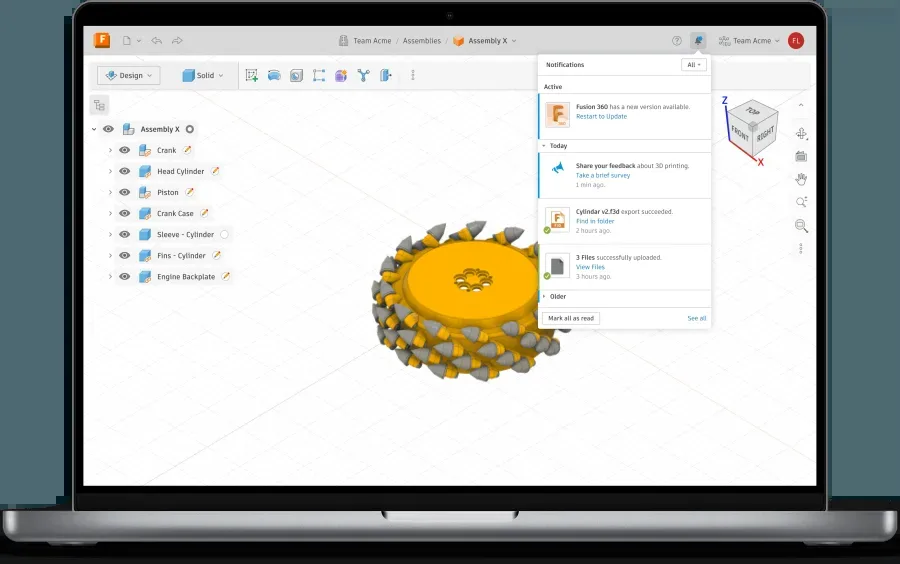 F
Team Acme / Assemblies / Assembly X
Team Acme
FL
Design
Solid
Notifications
All
Active
Fusion 360 has a new version available.
Restart to Update
Today
Share your feedback about 3D printing.
Take a brief survey
1 min ago.
Cylindar v2.f3d export succeeded.
Find in folder
2 hours ago.
3 Files successfully uploaded.
View Files
3 hours ago.
Older
Mark all as read
See all
Assembly X
Crank
Head Cylinder
Piston
Crank Case
Sleeve - Cylinder
Fins - Cylinder
Engine Backplate
Z
TOP
FRONT
RIGHT
X